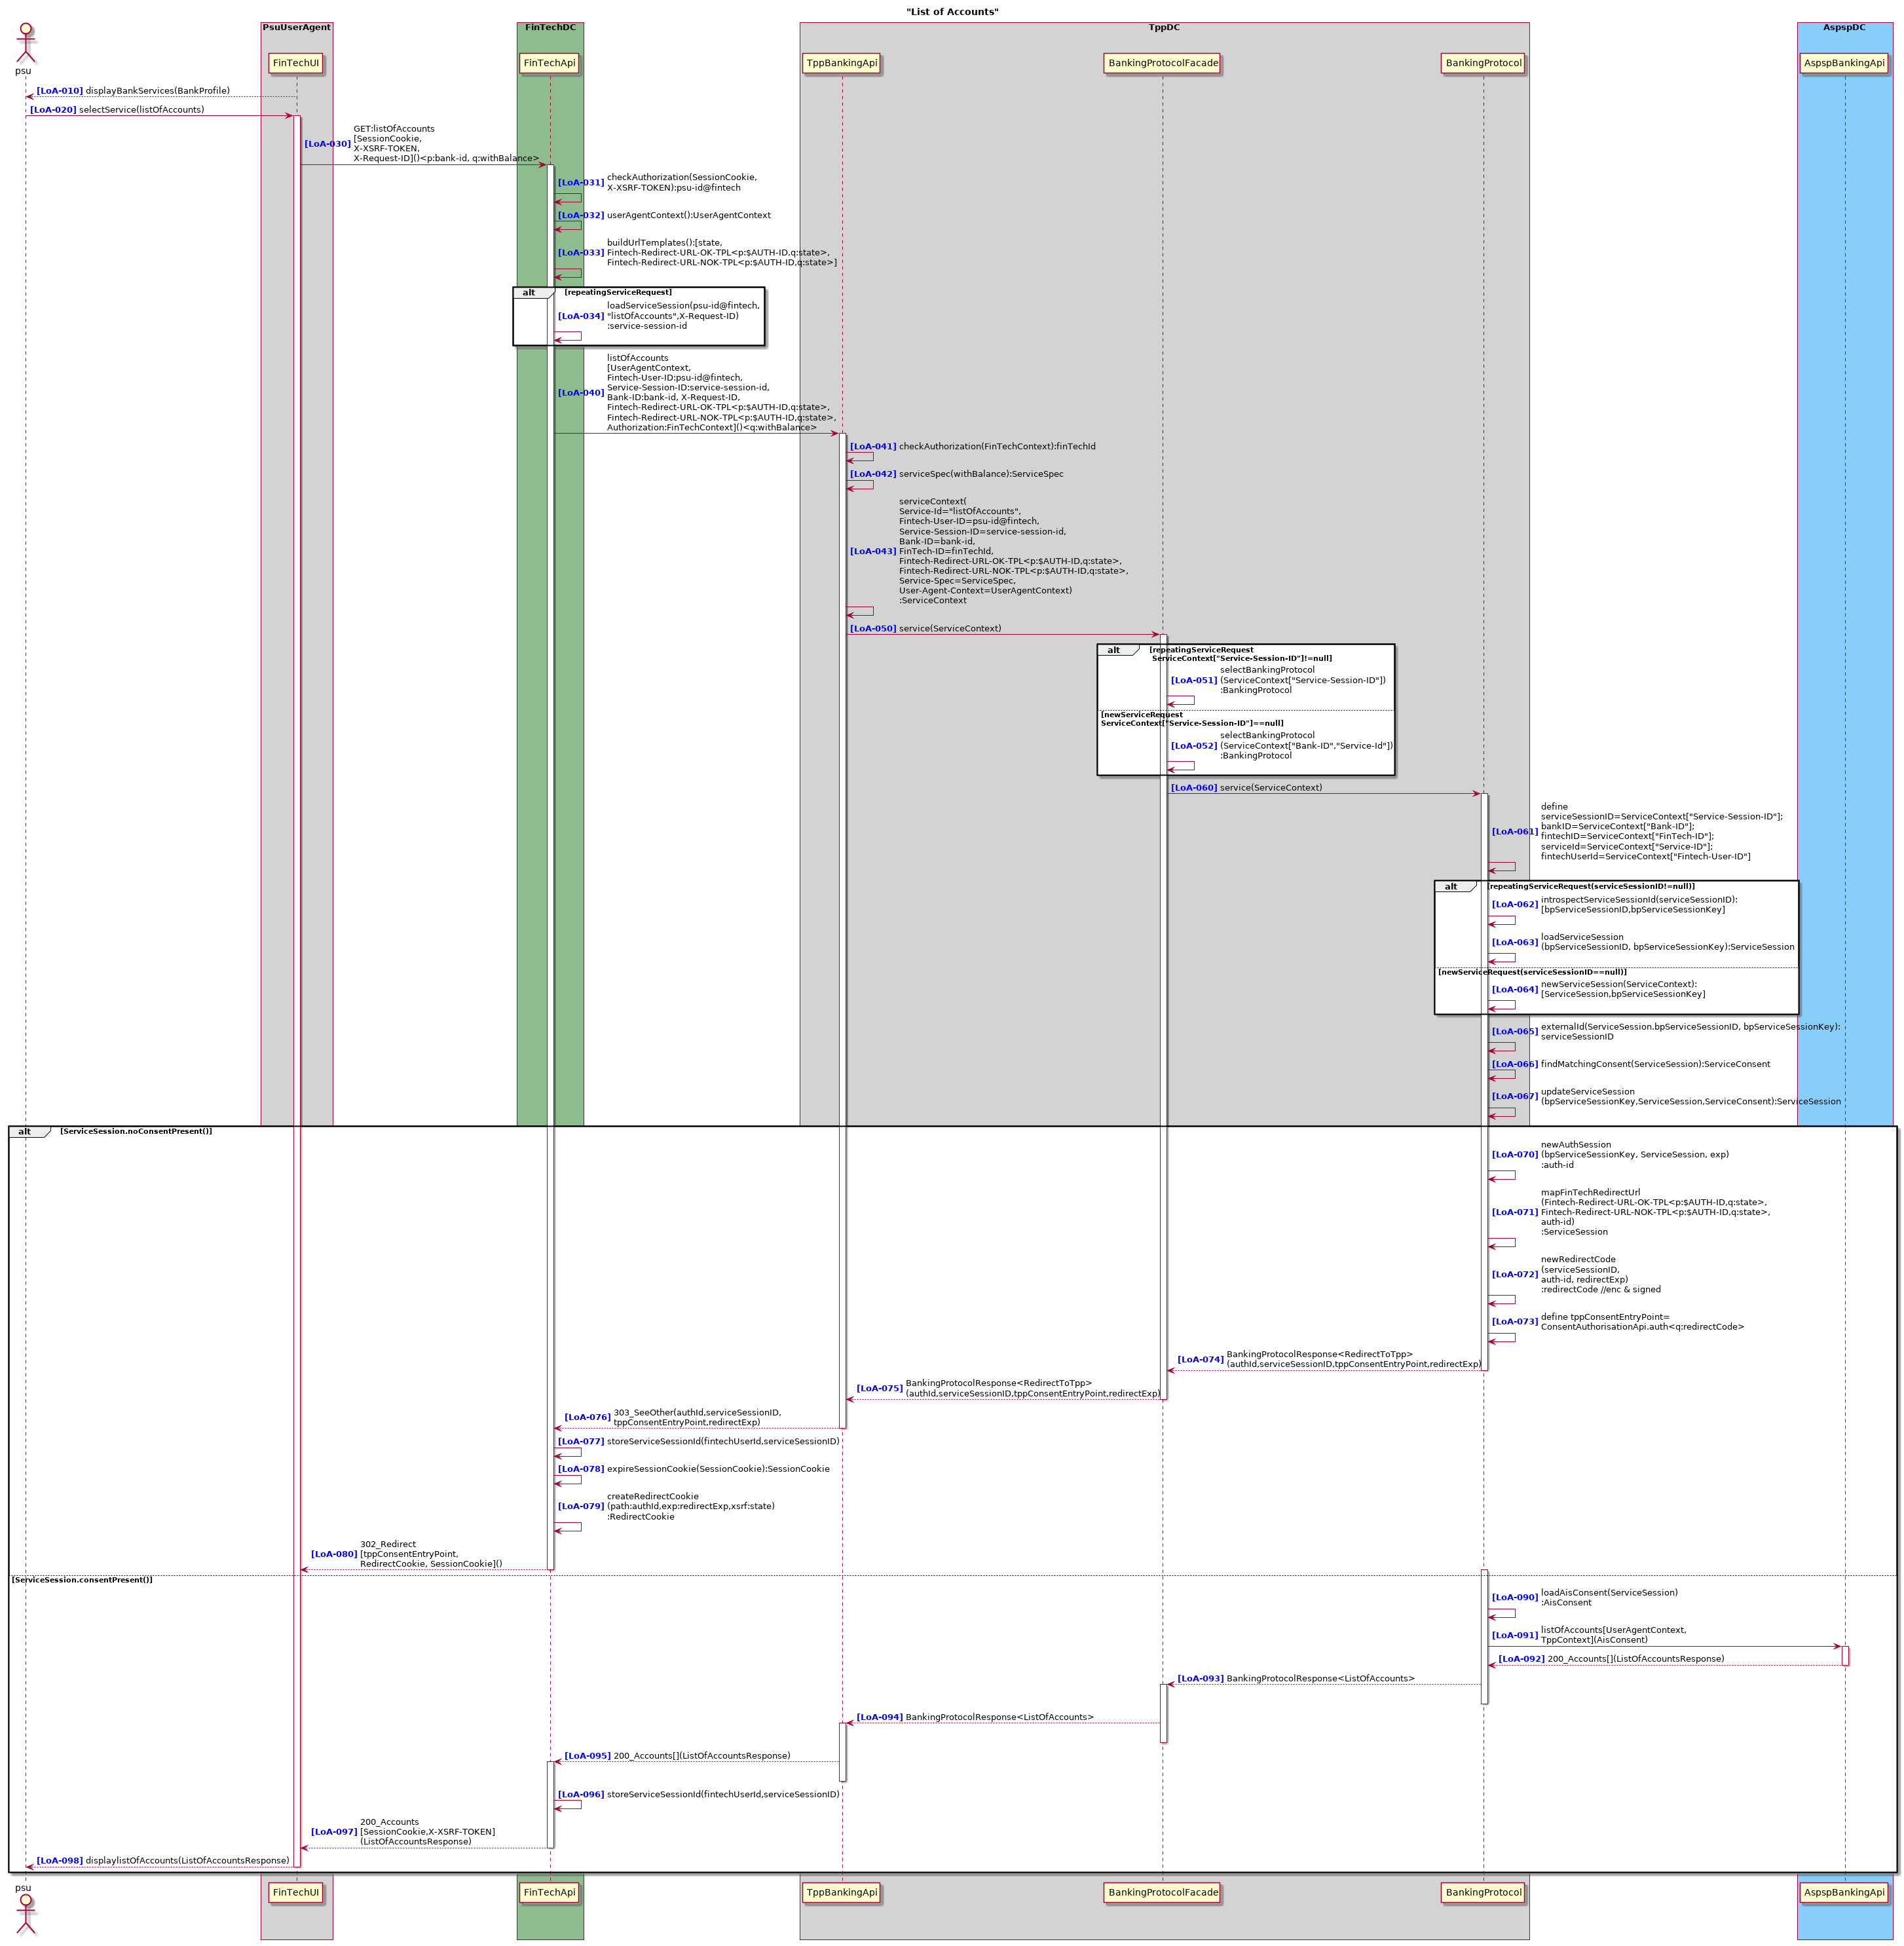 "List of Accounts"
PsuUserAgent
FinTechDC
TppDC
AspspDC
psu
FinTechUI
FinTechApi
TppBankingApi
BankingProtocolFacade
BankingProtocol
AspspBankingApi
[LoA-010] displayBankServices(BankProfile)
[LoA-020] selectService(listOfAccounts)
GET:listOfAccounts
[SessionCookie,
[LoA-030] X-XSRF-TOKEN,
X-Request-ID]()<p:bank-id, q:withBalance>
[LoA-031] checkAuthorization(SessionCookie,
X-XSRF-TOKEN):psu-id@fintech
[LoA-032] userAgentContext():UserAgentContext
buildUrlTemplates():[state,
[LoA-033] Fintech-Redirect-URL-OK-TPL<p:$AUTH-ID,q:state>,
Fintech-Redirect-URL-NOK-TPL<p:$AUTH-ID,q:state>]
alt [repeatingServiceRequest]
loadServiceSession(psu-id@fintech,
[LoA-034] "listOfAccounts",X-Request-ID)
:service-session-id
listOfAccounts
[UserAgentContext,
Fintech-User-ID:psu-id@fintech,
[LoA-040] Service-Session-ID:service-session-id,
Bank-ID:bank-id, X-Request-ID,
Fintech-Redirect-URL-OK-TPL<p:$AUTH-ID,q:state>,
Fintech-Redirect-URL-NOK-TPL<p:$AUTH-ID,q:state>,
Authorization:FinTechContext]()<q:withBalance>
[LoA-041] checkAuthorization(FinTechContext):finTechId
[LoA-042] serviceSpec(withBalance):ServiceSpec
serviceContext(
Service-Id="listOfAccounts",
Fintech-User-ID=psu-id@fintech,
Service-Session-ID=service-session-id,
Bank-ID=bank-id,
[LoA-043] FinTech-ID=finTechId,
Fintech-Redirect-URL-OK-TPL<p:$AUTH-ID,q:state>,
Fintech-Redirect-URL-NOK-TPL<p:$AUTH-ID,q:state>,
Service-Spec=ServiceSpec,
User-Agent-Context=UserAgentContext)
:ServiceContext
[LoA-050] service(ServiceContext)
alt [repeatingServiceRequest
ServiceContext["Service-Session-ID"]!=null]
selectBankingProtocol
[LoA-051] (ServiceContext["Service-Session-ID"])
:BankingProtocol
[newServiceRequest
ServiceContext["Service-Session-ID"]==null]
selectBankingProtocol
[LoA-052] (ServiceContext["Bank-ID","Service-Id"])
:BankingProtocol
[LoA-060] service(ServiceContext)
define
serviceSessionID=ServiceContext["Service-Session-ID"];
bankID=ServiceContext["Bank-ID"];
[LoA-061] fintechID=ServiceContext["FinTech-ID"];
serviceId=ServiceContext["Service-ID"];
fintechUserId=ServiceContext["Fintech-User-ID"]
alt [repeatingServiceRequest(serviceSessionID!=null)]
[LoA-062] introspectServiceSessionId(serviceSessionID):
[bpServiceSessionID,bpServiceSessionKey]
[LoA-063] loadServiceSession
(bpServiceSessionID, bpServiceSessionKey):ServiceSession
[newServiceRequest(serviceSessionID==null)]
[LoA-064] newServiceSession(ServiceContext):
[ServiceSession,bpServiceSessionKey]
[LoA-065] externalId(ServiceSession.bpServiceSessionID, bpServiceSessionKey):
serviceSessionID
[LoA-066] findMatchingConsent(ServiceSession):ServiceConsent
[LoA-067] updateServiceSession
(bpServiceSessionKey,ServiceSession,ServiceConsent):ServiceSession
alt [ServiceSession.noConsentPresent()]
newAuthSession
[LoA-070] (bpServiceSessionKey, ServiceSession, exp)
:auth-id
mapFinTechRedirectUrl
(Fintech-Redirect-URL-OK-TPL<p:$AUTH-ID,q:state>,
[LoA-071] Fintech-Redirect-URL-NOK-TPL<p:$AUTH-ID,q:state>,
auth-id)
:ServiceSession
newRedirectCode
(serviceSessionID,
[LoA-072] auth-id, redirectExp)
:redirectCode //enc & signed
[LoA-073] define tppConsentEntryPoint=
ConsentAuthorisationApi.auth<q:redirectCode>
[LoA-074] BankingProtocolResponse<RedirectToTpp>
(authId,serviceSessionID,tppConsentEntryPoint,redirectExp)
[LoA-075] BankingProtocolResponse<RedirectToTpp>
(authId,serviceSessionID,tppConsentEntryPoint,redirectExp)
[LoA-076] 303_SeeOther(authId,serviceSessionID,
tppConsentEntryPoint,redirectExp)
[LoA-077] storeServiceSessionId(fintechUserId,serviceSessionID)
[LoA-078] expireSessionCookie(SessionCookie):SessionCookie
createRedirectCookie
[LoA-079] (path:authId,exp:redirectExp,xsrf:state)
:RedirectCookie
302_Redirect
[LoA-080] [tppConsentEntryPoint,
RedirectCookie, SessionCookie]()
[ServiceSession.consentPresent()]
[LoA-090] loadAisConsent(ServiceSession)
:AisConsent
[LoA-091] listOfAccounts[UserAgentContext,
TppContext](AisConsent)
[LoA-092] 200_Accounts[](ListOfAccountsResponse)
[LoA-093] BankingProtocolResponse<ListOfAccounts>
[LoA-094] BankingProtocolResponse<ListOfAccounts>
[LoA-095] 200_Accounts[](ListOfAccountsResponse)
[LoA-096] storeServiceSessionId(fintechUserId,serviceSessionID)
200_Accounts
[LoA-097] [SessionCookie,X-XSRF-TOKEN]
(ListOfAccountsResponse)
[LoA-098] displaylistOfAccounts(ListOfAccountsResponse)
psu
FinTechUI
FinTechApi
TppBankingApi
BankingProtocolFacade
BankingProtocol
AspspBankingApi